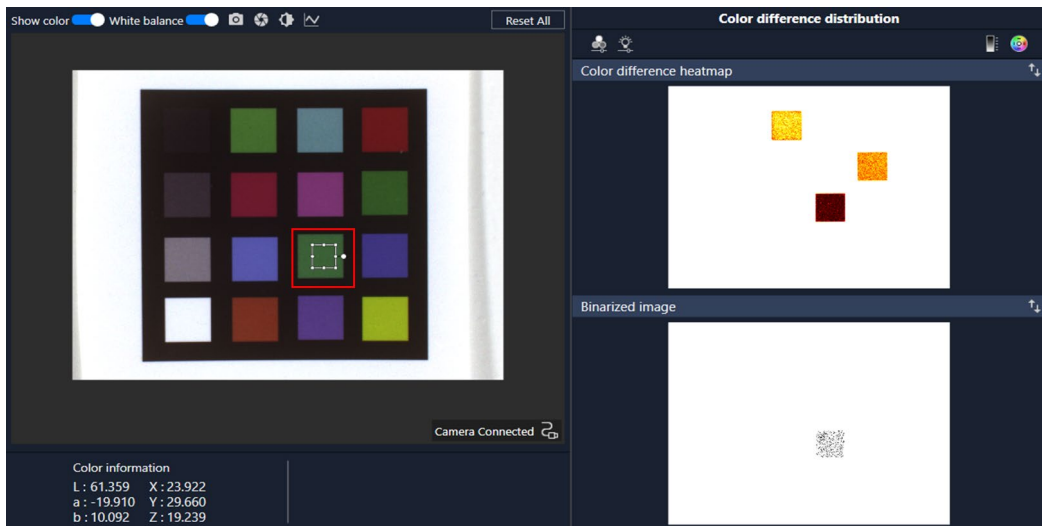 Show color White balance Reset All
Color difference distribution
Color difference heatmap
Binarized image
Camera Connected
Color information
L : 61.359 X : 23.922
a : -19.910 Y : 29.660
b : 10.092 Z : 19.239